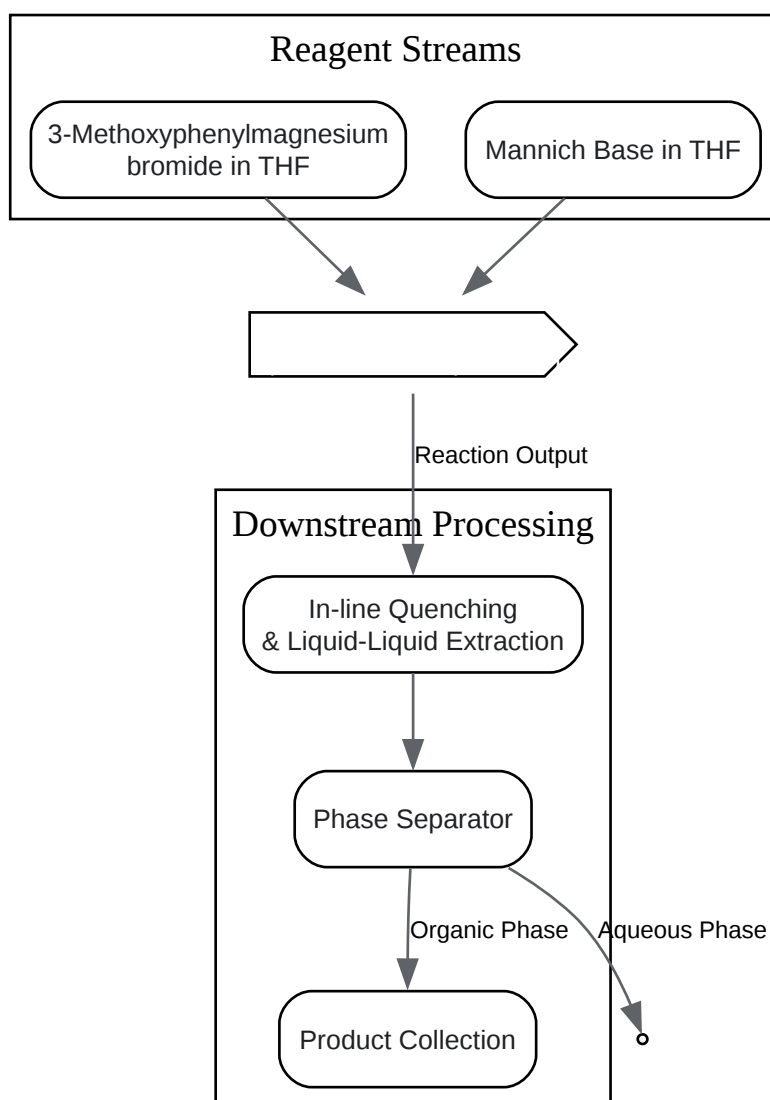 Reagent Streams
3-Methoxyphenylmagnesium
bromide in THF
Mannich Base in THF
Reaction Output
Downstream Processing
In-line Quenching
& Liquid-Liquid Extraction
Phase Separator
Organic Phase
Aqueous Phase
Product Collection